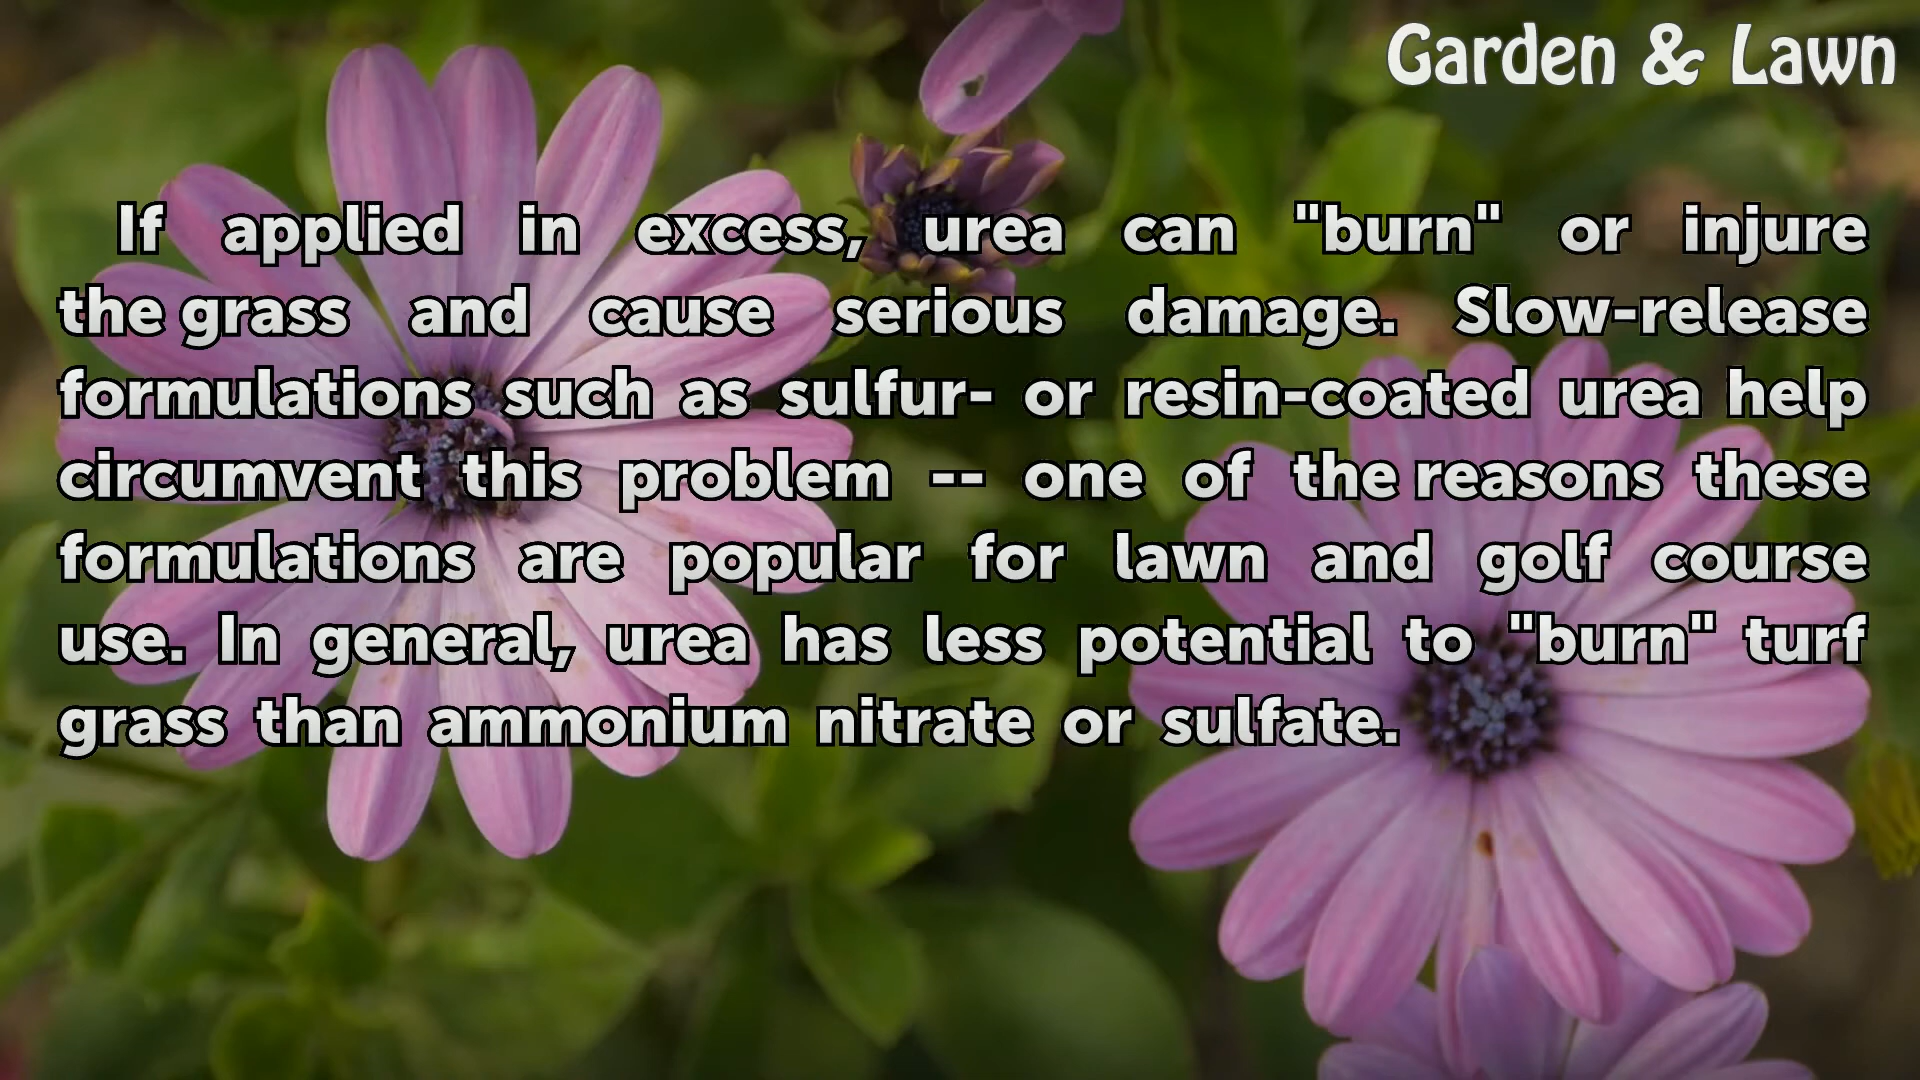 Garden & Lawn
If applied in excess, urea can "burn" or injure
the grass and cause serious damage. Slow-release
formulations such as sulfur- or resin-coated urea help
circumvent this problem -- one of the reasons these
formulations are popular for lawn and golf course
use. In general, urea has less potential to "burn" turf
grass than ammonium nitrate or sulfate.